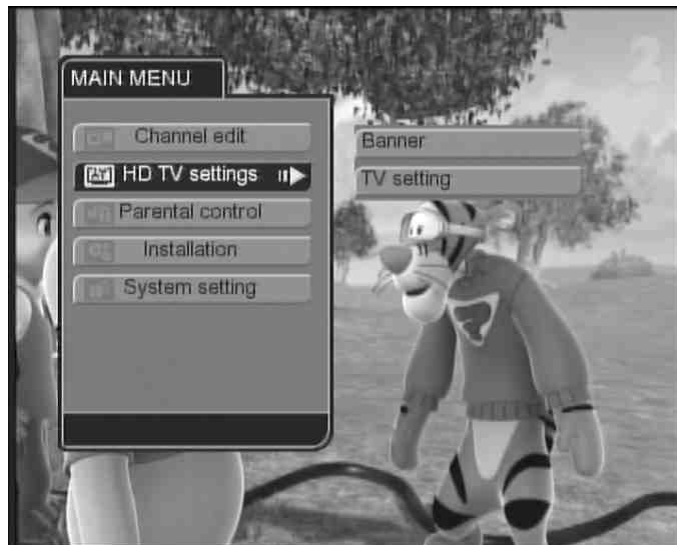 MAIN MENU
Channel edit
HD TV settings
Parental control
Installation
System setting
Banner
TV setting